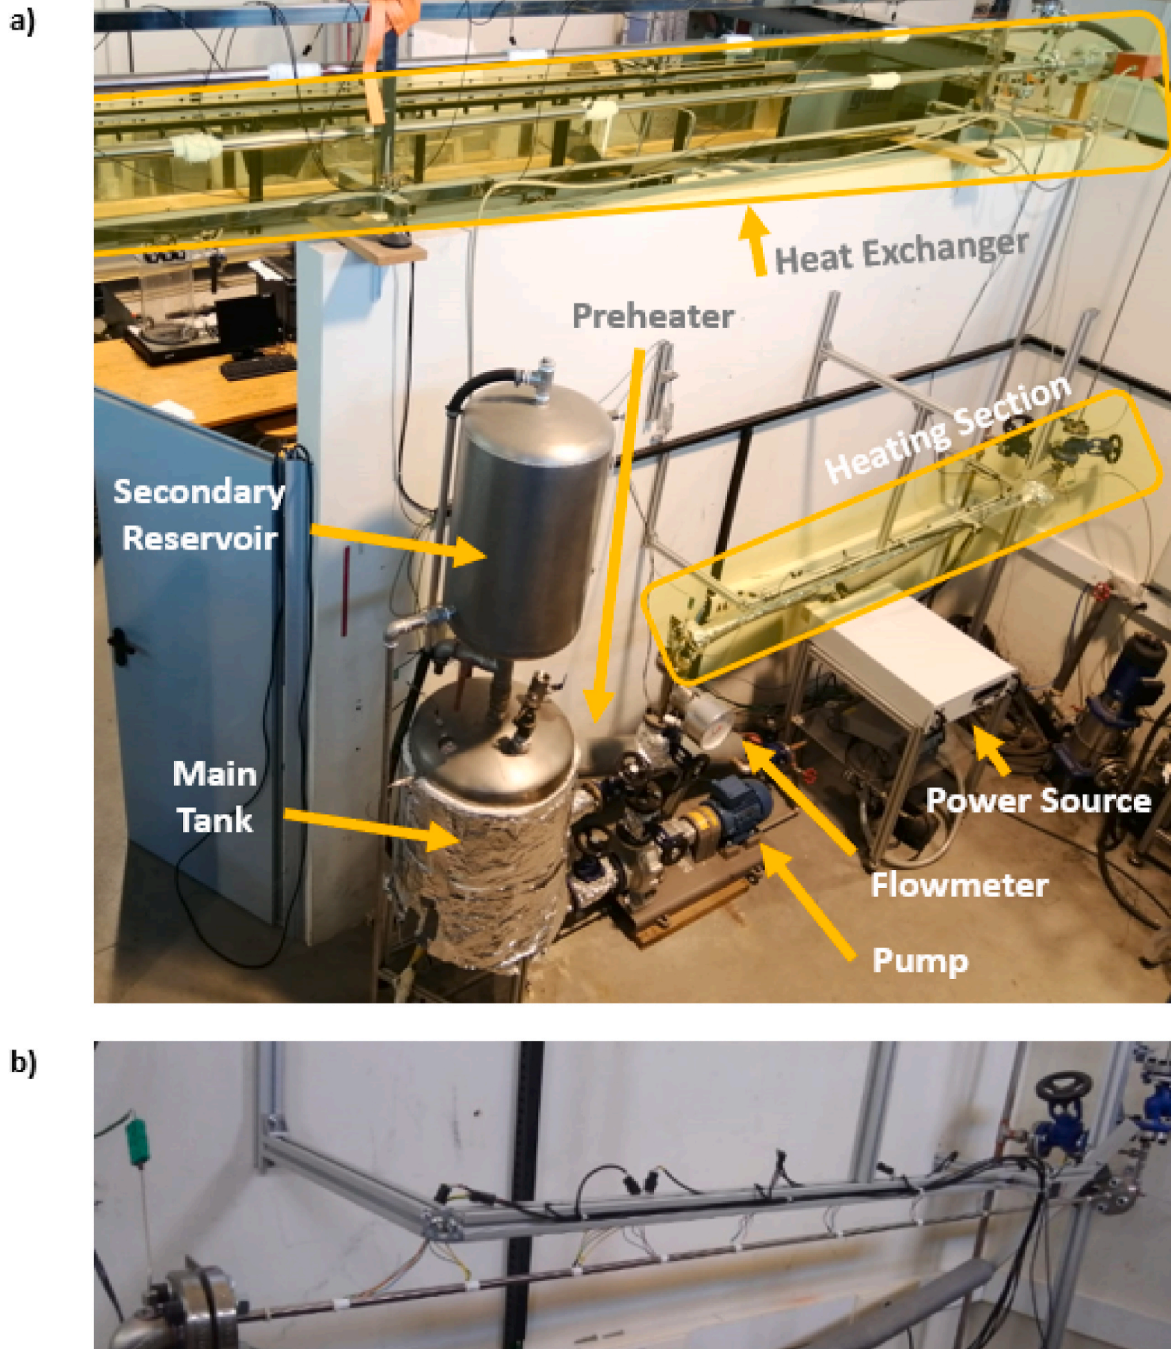 a)
Heat Exchanger
Preheater
Heating Section
Secondary
Reservoir
Main
Tank
Power Source
Flowmeter
Pump
b)